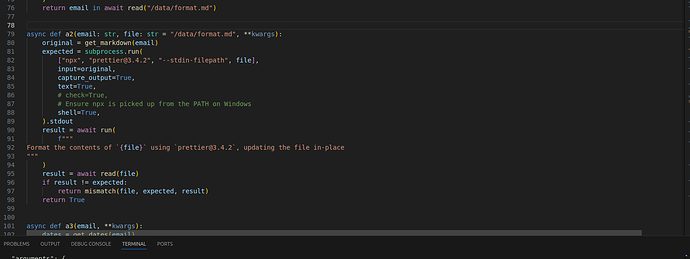 76 return email in await read("/data/format.md")
77
78
79 async def a2(email: str, file: str = "/data/format.md", **kwargs):
80 original = get_markdown(email)
81 expected = subprocess.run(
82 ["npx", "prettier@3.4.2", "--stdin-filepath", file],
83 input=original,
84 capture_output=True,
85 text=True,
86 # check=True,
87 # Ensure npx is picked up from the PATH on Windows
88 shell=True,
89 ).stdout
90 result = await run(
91 f"""
92 Format the contents of `{file}` using `prettier@3.4.2`, updating the file in-place
93 """
94 )
95 result = await read(file)
96 if result != expected:
97 return mismatch(file, expected, result)
98 return True
99
100
101 async def a3(email, **kwargs):
102 dates = get_dates(email)
PROBLEMS OUTPUT DEBUG CONSOLE TERMINAL PORTS
"arguments": {